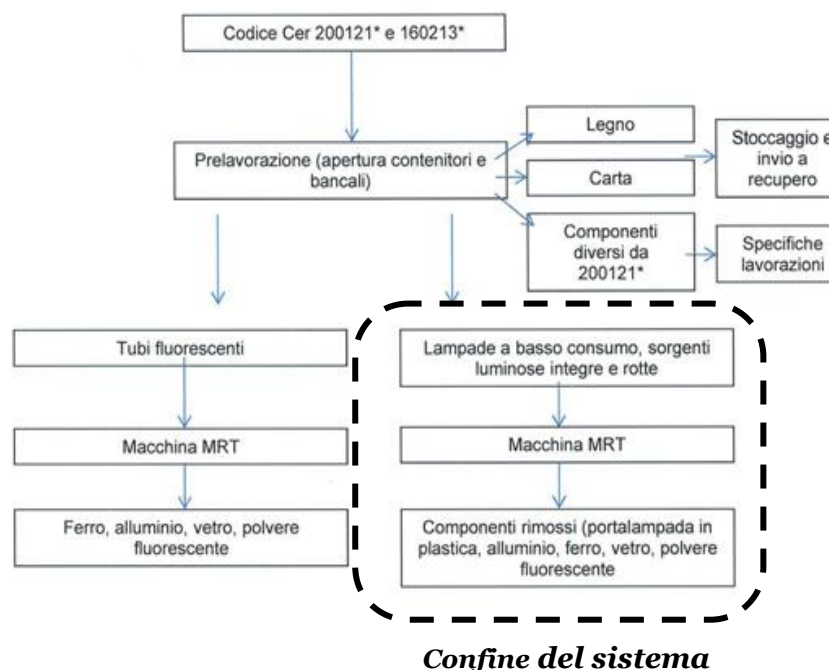 Codice Cer 200121* e 160213*
Prelavorazione (apertura contenitori e
bancali)
Legno
Carta
Componenti
diversi da
200121*
Stoccaggio e
invio a
recupero
Specifiche
lavorazioni
Tubi fluorescenti
Macchina MRT
Ferro, alluminio, vetro, polvere
fluorescente
Lampade a basso consumo, sorgenti
luminose integre e rotte
Macchina MRT
Componenti rimossi (portalampada in
plastica, alluminio, ferro, vetro, polvere
fluorescente
Confine del sistema